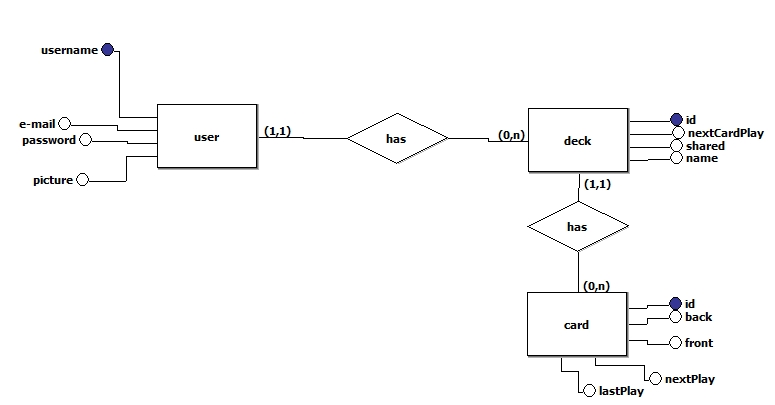 username
e-mail
password
picture
user
(1,1)
has
(0,n)
deck
id
nextCardPlay
shared
name
(1,1)
has
(0,n)
card
id
back
front
nextPlay
lastPlay